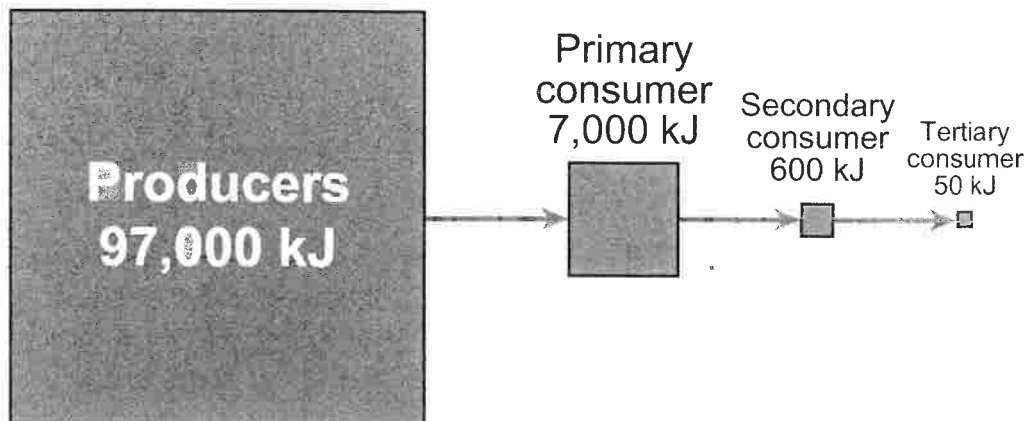 Producers
97,000 kJ
Primary
consumer
7,000 kJ
Secondary
consumer
600 kJ
Tertiary
consumer
50 kJ